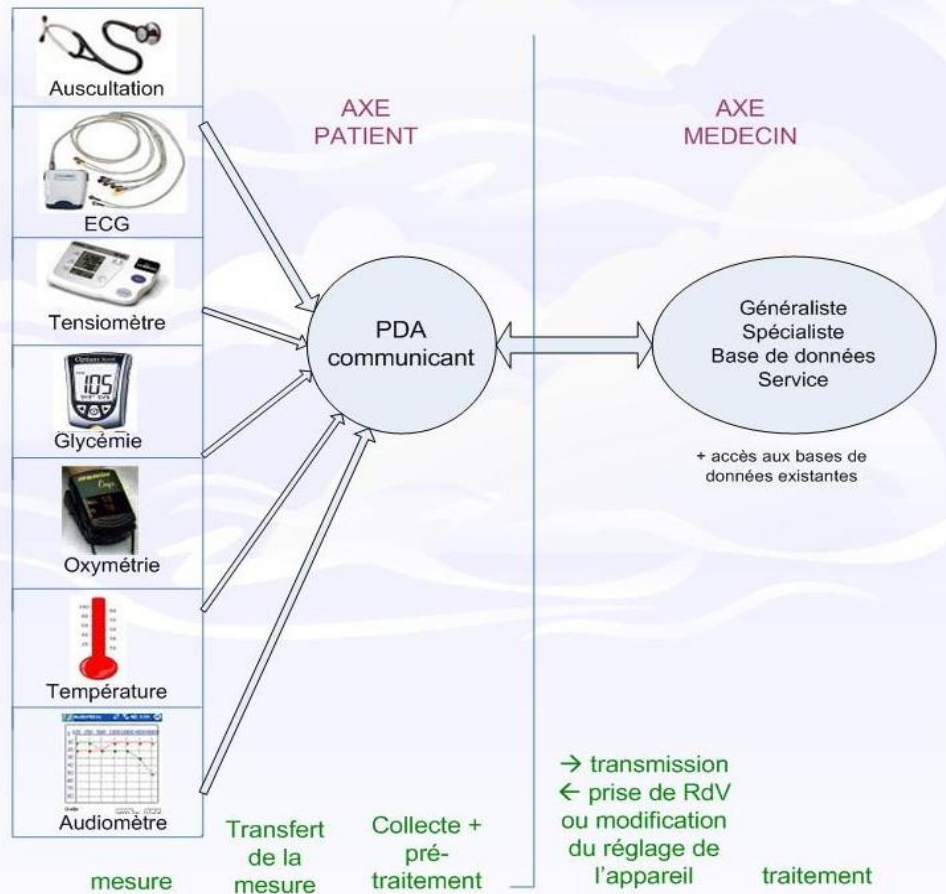 Auscultation
ECG
Tensiomètre
105
Glycémie
Oxymétrie
Température
Audiomètre
AXE
PATIENT
AXE
MEDECIN
PDA
communicant
Généraliste
Spécialiste
Base de données
Service
+ accès aux bases de
données existantes
mesure
Transfert
de la
mesure
Collecte +
pré-
traitement
→ transmission
← prise de RdV
ou modification
du réglage de
l'appareil
traitement